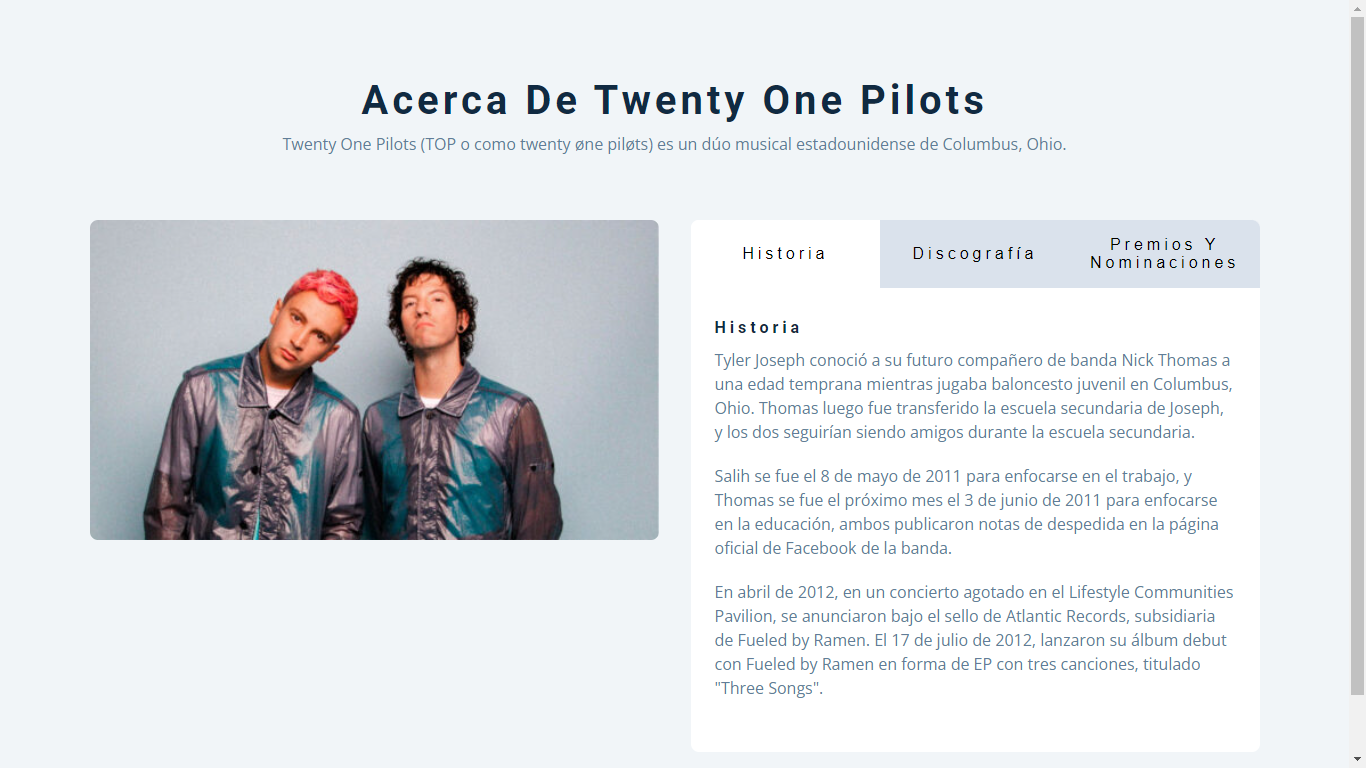 Acerca De Twenty One Pilots
Twenty One Pilots (TOP o como twenty øne piløts) es un dúo musical estadounidense de Columbus, Ohio.
Historia
Discografía
Premios Y
Nominaciones
Historia
Tyler Joseph conoció a su futuro compañero de banda Nick Thomas a
una edad temprana mientras jugaba baloncesto juvenil en Columbus,
Ohio. Thomas luego fue transferido la escuela secundaria de Joseph,
y los dos seguirían siendo amigos durante la escuela secundaria.
Salih se fue el 8 de mayo de 2011 para enfocarse en el trabajo, y
Thomas se fue el próximo mes el 3 de junio de 2011 para enfocarse
en la educación, ambos publicaron notas de despedida en la página
oficial de Facebook de la banda.
En abril de 2012, en un concierto agotado en el Lifestyle Communities
Pavilion, se anunciaron bajo el sello de Atlantic Records, subsidiaria
de Fueled by Ramen. El 17 de julio de 2012, lanzaron su álbum debut
con Fueled by Ramen en forma de EP con tres canciones, titulado
"Three Songs".